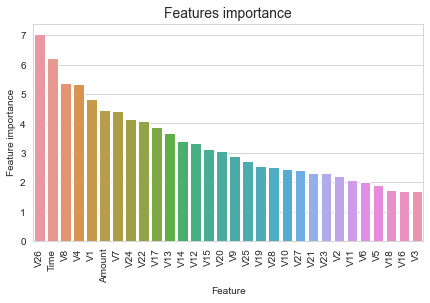 Features importance
Feature importance
7
6
5
4
3
2
1
0
V26
Time
V8
V4
V1
Amount
V7
V24
V22
V17
V13
V14
V12
V15
V20
V9
V25
V19
V28
V10
V27
V21
V23
V2
V11
V6
V5
V18
V16
V3
Feature